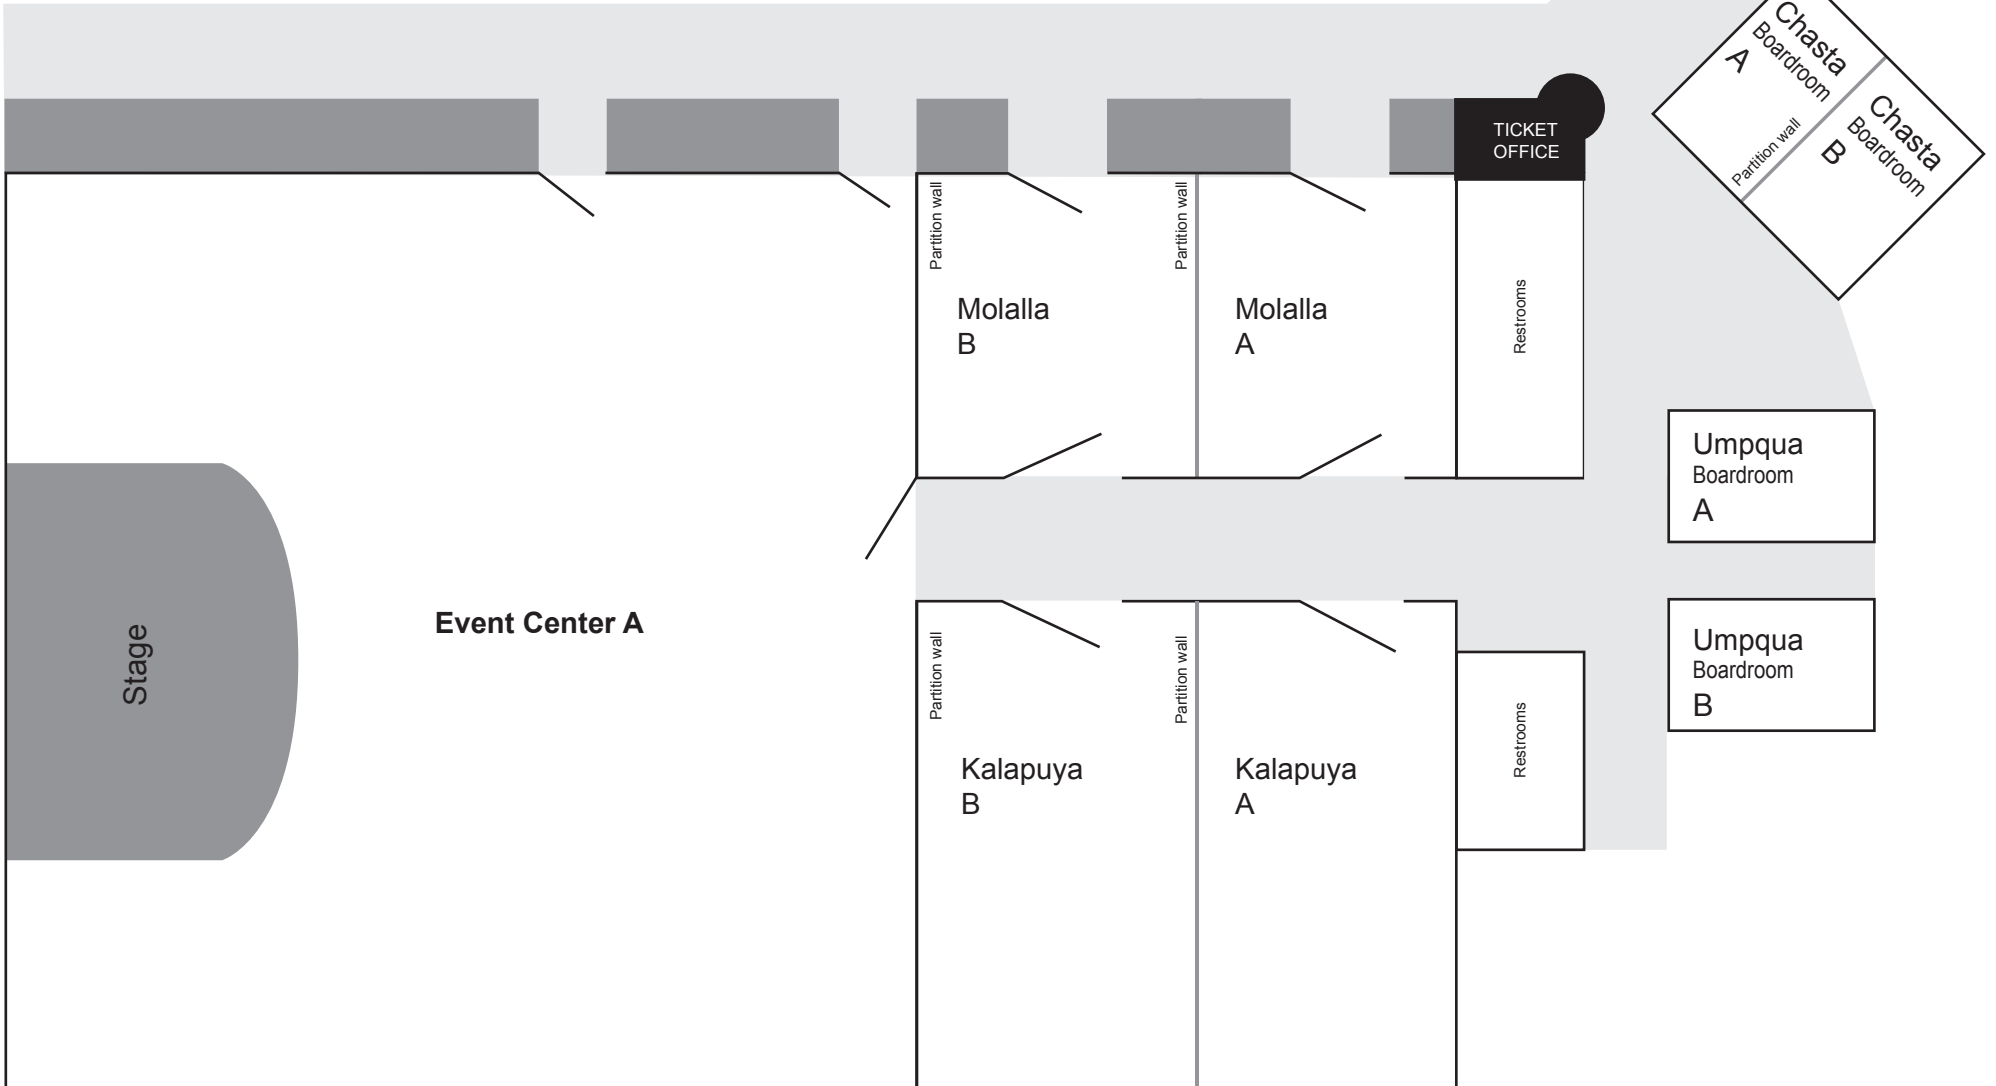 Chasta
Boardroom
A
Partition wall
Chasta
Boardroom
B
TICKET
OFFICE
Partition wall
Molalla
B
Partition wall
Molalla
A
Restrooms
Umpqua
Boardroom
A
Stage
Event Center A
Partition wall
Kalapuya
B
Partition wall
Kalapuya
A
Restrooms
Umpqua
Boardroom
B